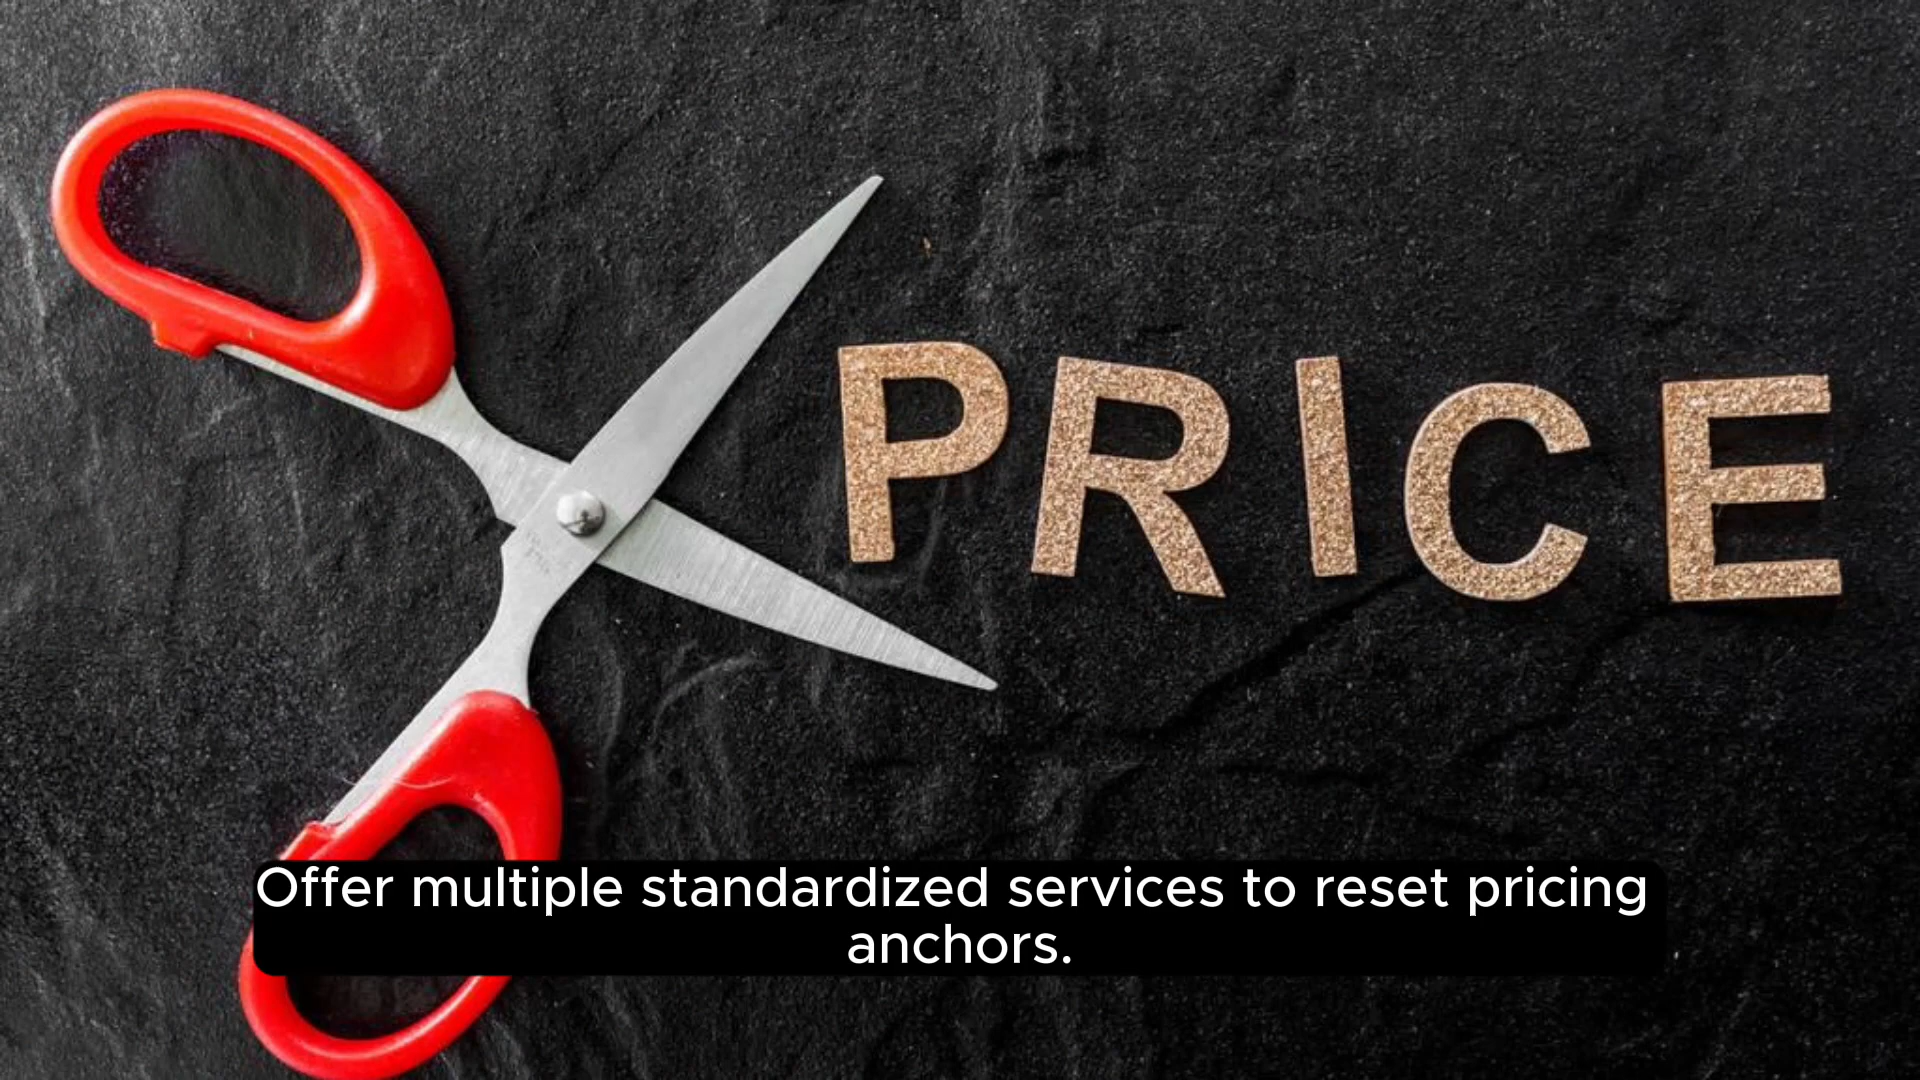 PRICE
Offer multiple standardized services to reset pricing
anchors.